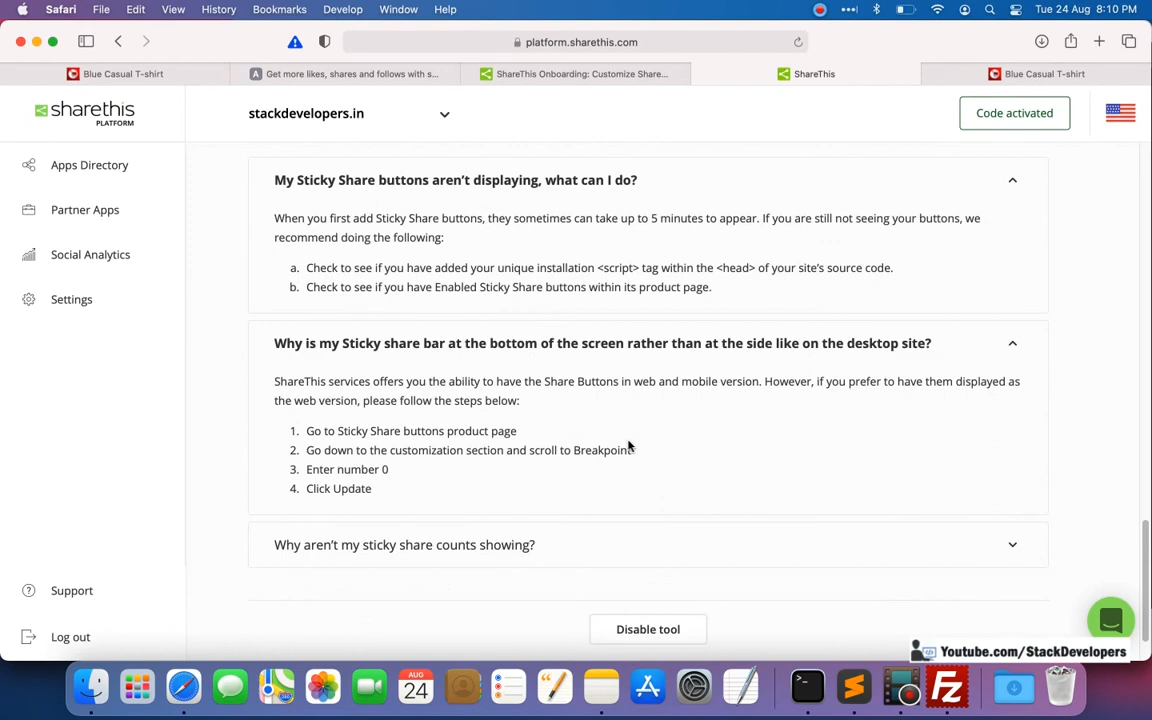 Safari File Edit View History Bookmarks Develop Window Help Tue 24 Aug 8:10 PM
platform.sharethis.com
Blue Casual T-shirt
Get more likes, shares and follows with s...
ShareThis Onboarding: Customize Share...
ShareThis
Blue Casual T-shirt
sharethis
PLATFORM
stackdevelopers.in
Code activated
Apps Directory
Partner Apps
Social Analytics
Settings
Support
Log out
My Sticky Share buttons aren't displaying, what can I do?
When you first add Sticky Share buttons, they sometimes can take up to 5 minutes to appear. If you are still not seeing your buttons, we
recommend doing the following:
a. Check to see if you have added your unique installation <script> tag within the <head> of your site's source code.
b. Check to see if you have Enabled Sticky Share buttons within its product page.
Why is my Sticky share bar at the bottom of the screen rather than at the side like on the desktop site?
ShareThis services offers you the ability to have the Share Buttons in web and mobile version. However, if you prefer to have them displayed as
the web version, please follow the steps below:
1. Go to Sticky Share buttons product page
2. Go down to the customization section and scroll to Breakpoint
3. Enter number 0
4. Click Update
Why aren't my sticky share counts showing?
Disable tool
Youtube.com/StackDevelopers
AUG
24